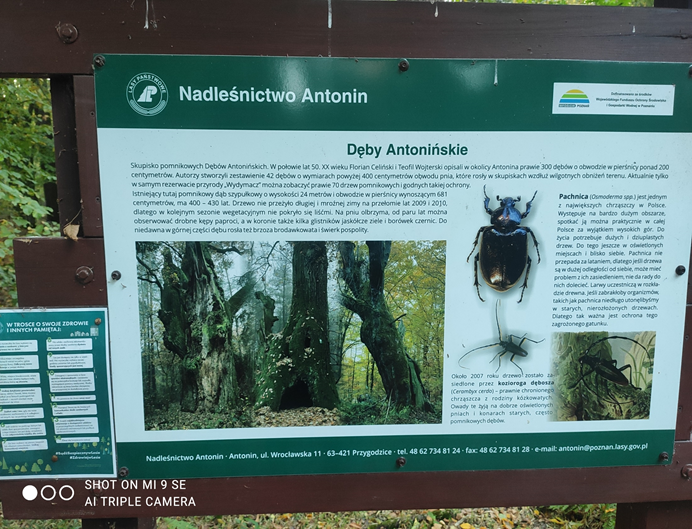 LASY PAŃSTWOWE
Nadleśnictwo Antonin
Dofinansowano ze środków
Wojewódzkiego Funduszu Ochrony Środowiska
i Gospodarki Wodnej w Poznaniu
Dęby Antonińskie
Skupisko pomnikowych Dębów Antonińskich. W połowie lat 50. XX wieku Florian Celiński i Teofil Wojterski opisali w okolicy Antonina prawie 300 dębów o obwodzie w pierśnicy ponad 200
centymetrów. Autorzy stworzyli zestawienie 42 dębów o wymiarach powyżej 400 centymetrów obwodu pnia, które rosły w skupiskach wzdłuż wilgotnych obniżeń terenu. Aktualnie tylko
w samym rezerwacie przyrody „Wydymacz” można zobaczyć prawie 70 drzew pomnikowych i godnych takiej ochrony.
Istniejący tutaj pomnikowy dąb szypułkowy o wysokości 24 metrów i obwodzie w pierśnicy wynoszącym 681
centymetrów, ma 400 – 430 lat. Drzewo nie przeżyło długiej i mroźnej zimy na przełomie lat 2009 i 2010,
dlatego w kolejnym sezonie wegetacyjnym nie pokryło się liśćmi. Na pniu olbrzyma, od paru lat można
obserwować drobne kępy paproci, a w koronie także kilka glistników jaskółcze ziele i borówek czernic. Do
niedawna w górnej części dębu rosła też brzoza brodawkowata i świerk pospolity.
Pachnica (Osmoderma spp.) jest jednym
z największych chrząszczy w Polsce.
Występuje na bardzo dużym obszarze,
spotkać ją można praktycznie w całej
Polsce za wyjątkiem wysokich gór. Do
życia potrzebuje dużych i dziuplastych
drzew. Do tego jeszcze w oświetlonych
miejscach i blisko siebie. Pachnica nie
przepada za lataniem, dlatego jeśli drzewa
są w dużej odległości od siebie, może mieć
problem z ich zasiedleniem, nie da rady do
nich dolecieć. Larwy uczestniczą w rozkła-
dzie drewna. Jeśli zabrakłoby organizmów,
takich jak pachnica niedługo utonęlibyśmy
w starych, nierozłożonych drzewach.
Dlatego tak ważna jest ochrona tego
zagrożonego gatunku.
Około 2007 roku drzewo zostało za-
siedlone przez kozioroga dębosza
(Cerambyx cerdo) – prawnie chronionego
chrząszcza z rodziny kózkowatych.
Owady te żyją na dobrze oświetlonych
pniach i konarach starych, często
pomnikowych dębów.
Nadleśnictwo Antonin · Antonin, ul. Wrocławska 11 · 63–421 Przygodzice · tel. 48 62 734 81 24 · fax: 48 62 734 81 28 · e-mail: antonin@poznan.lasy.gov.pl
W TROSCE O SWOJE ZDROWIE
I INNYCH PAMIĘTAJ:
SHOT ON MI 9 SE
AI TRIPLE CAMERA